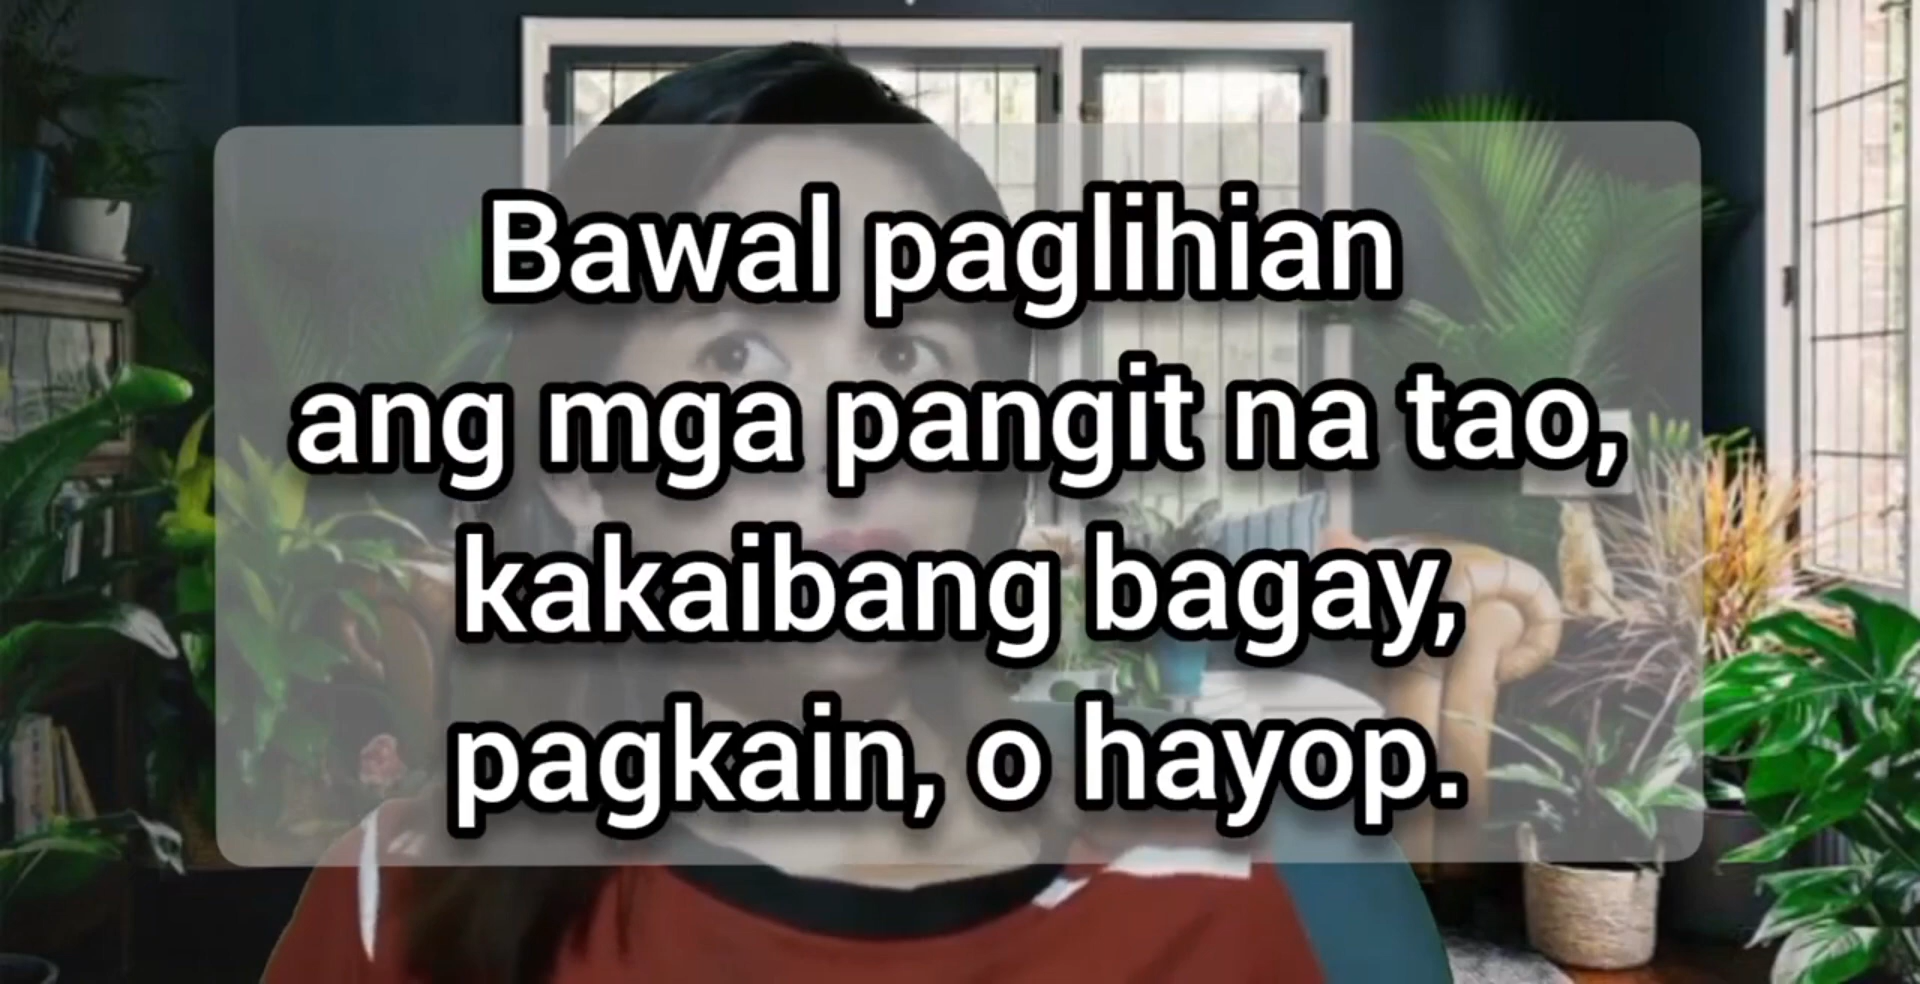 Bawal paglihian
ang mga pangit na tao,
kakaibang bagay,
pagkain, o hayop.